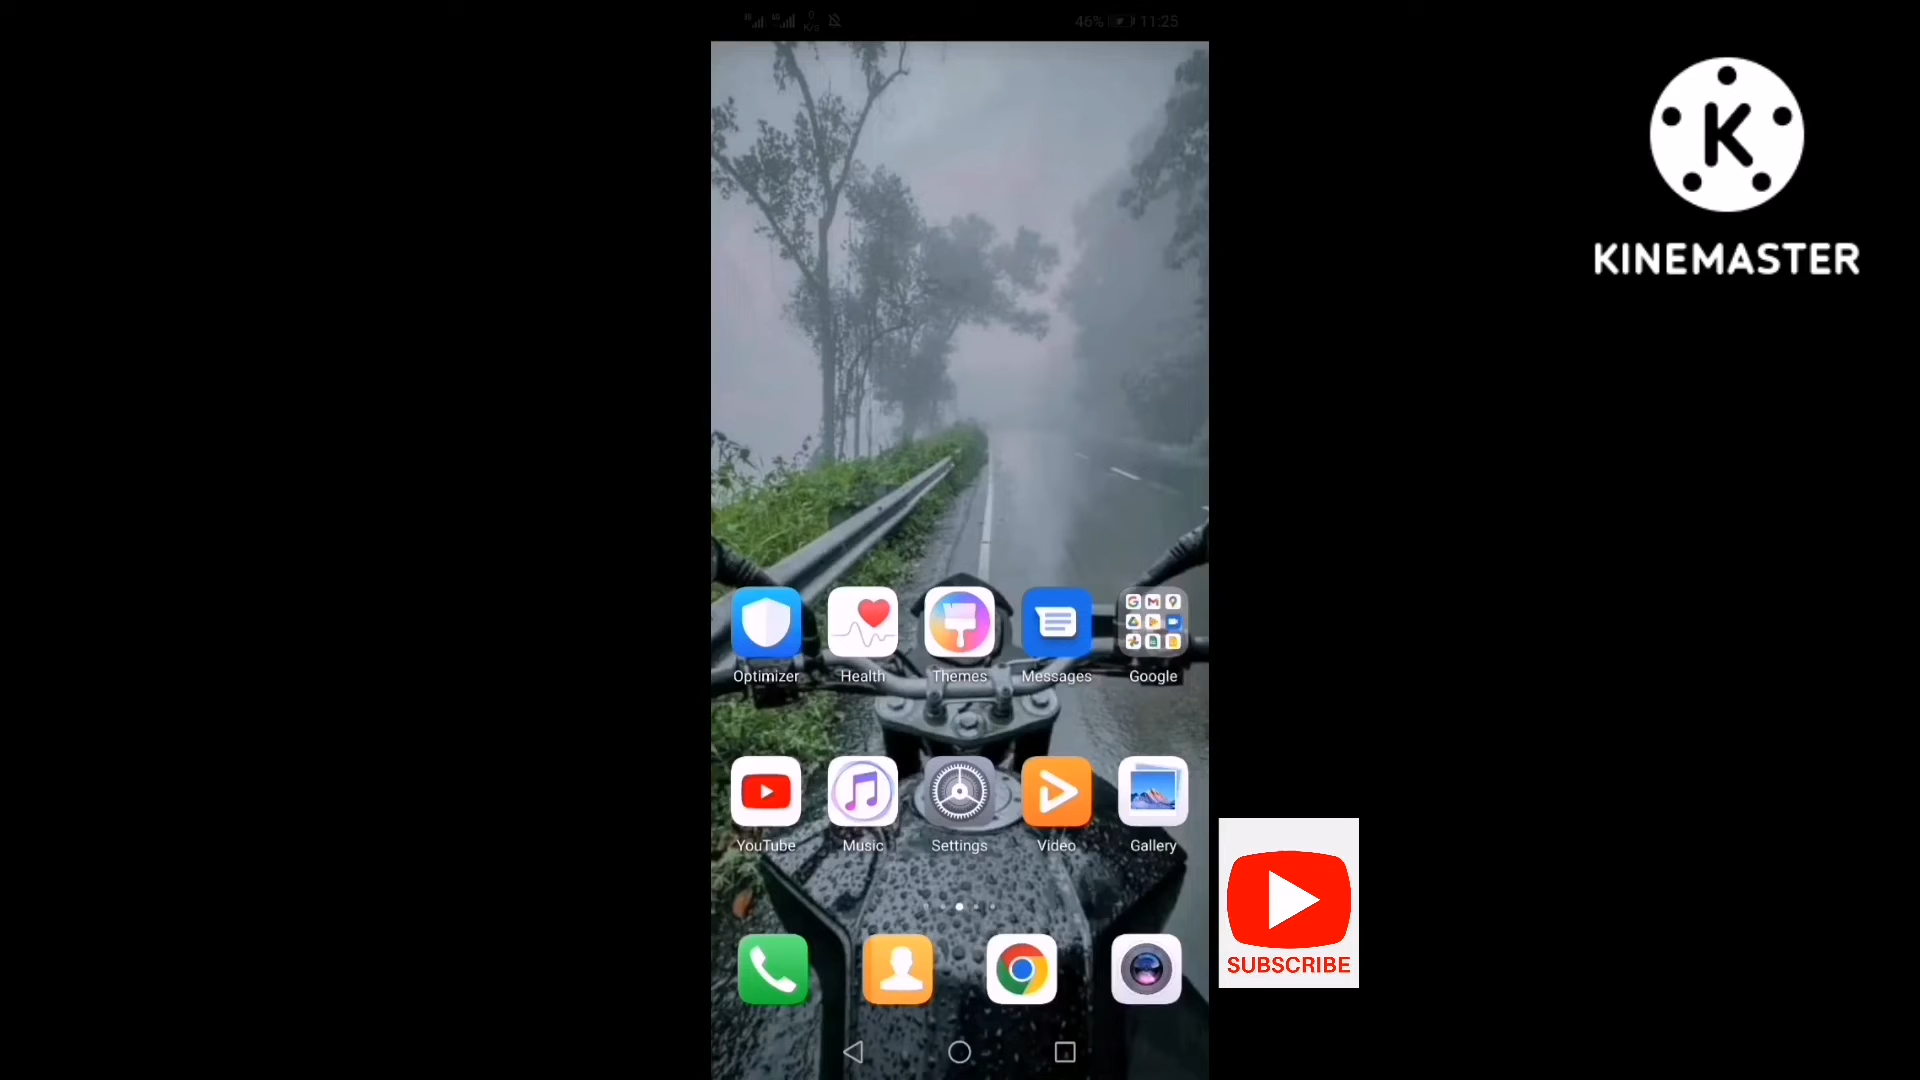 46% 11:25
KINEMASTER
Optimizer Health Themes Messages Google
YouTube Music Settings Video Gallery
SUBSCRIBE